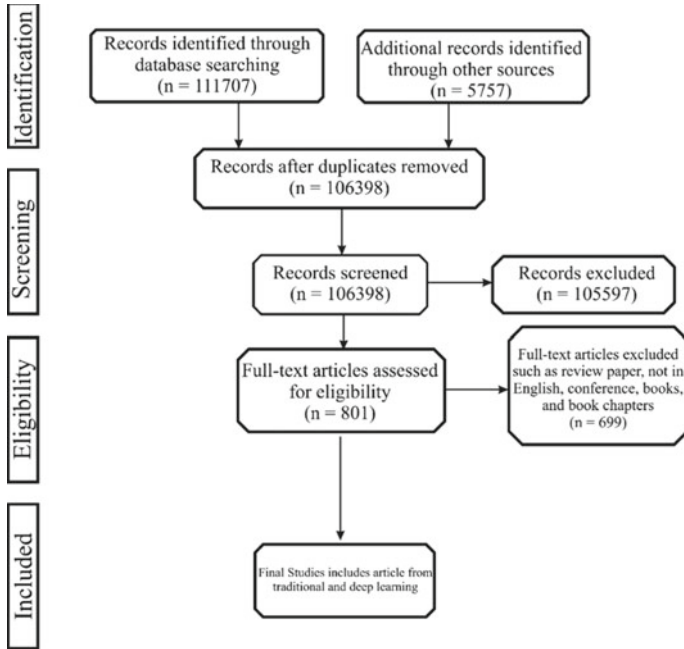 Identification
Records identified through
database searching
(n = 111707)
Additional records identified
through other sources
(n = 5757)
Records after duplicates removed
(n = 106398)
Screening
Records screened
(n = 106398)
Records excluded
(n = 105597)
Eligibility
Full-text articles assessed
for eligibility
(n = 801)
Full-text articles excluded
such as review paper, not in
English, conference, books,
and book chapters
(n = 699)
Included
Final Studies includes article from
traditional and deep learning